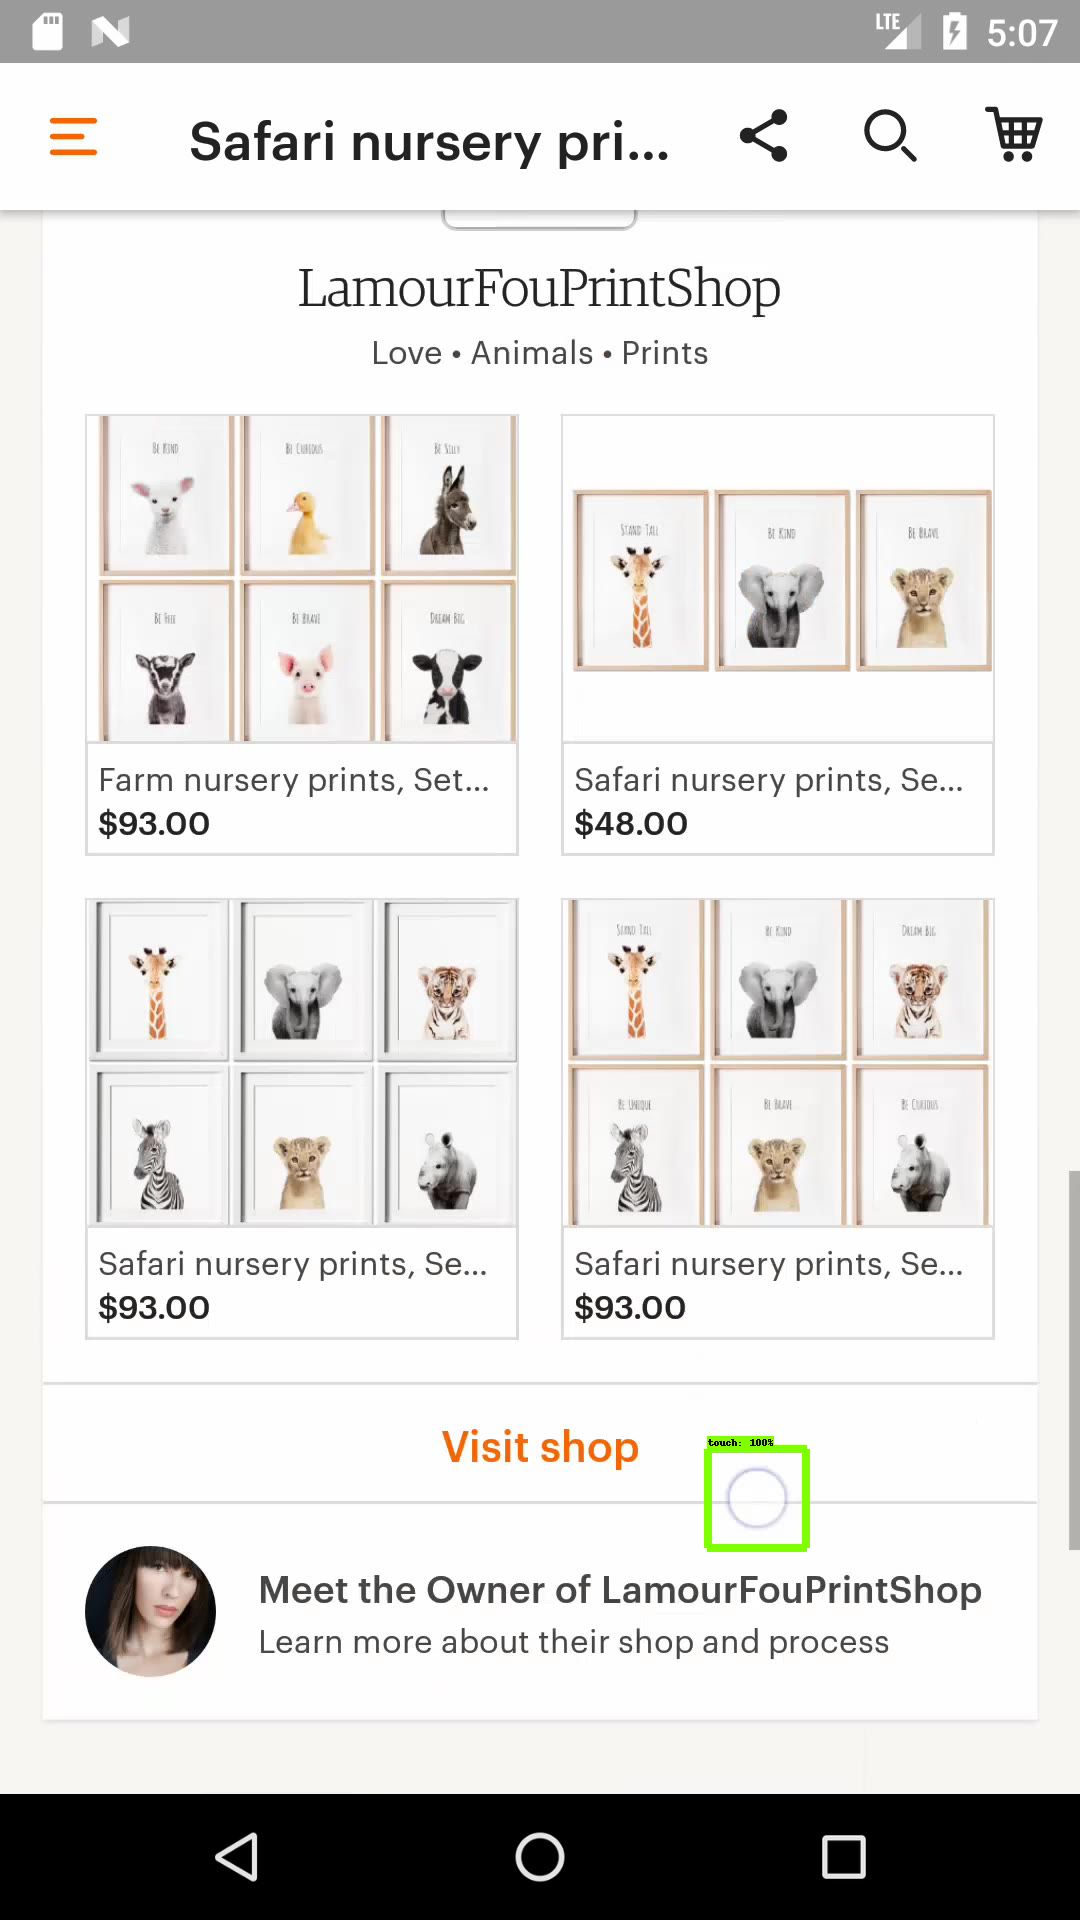 LTE 5:07
Safari nursery pri...
LamourFouPrintShop
Love • Animals • Prints
BE KIND BE CURIOUS BE SILLY
BE FREE BE BRAVE DREAM BIG
STAND TALL BE KIND BE BRAVE
Farm nursery prints, Set...
$93.00
Safari nursery prints, Se...
$48.00
STAND TALL BE KIND DREAM BIG
BE UNIQUE BE BRAVE BE CURIOUS
Safari nursery prints, Se...
$93.00
Safari nursery prints, Se...
$93.00
Visit shop
touch: 100%
Meet the Owner of LamourFouPrintShop
Learn more about their shop and process